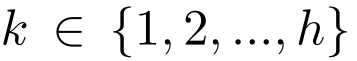 k ∈ {1, 2, ..., h}